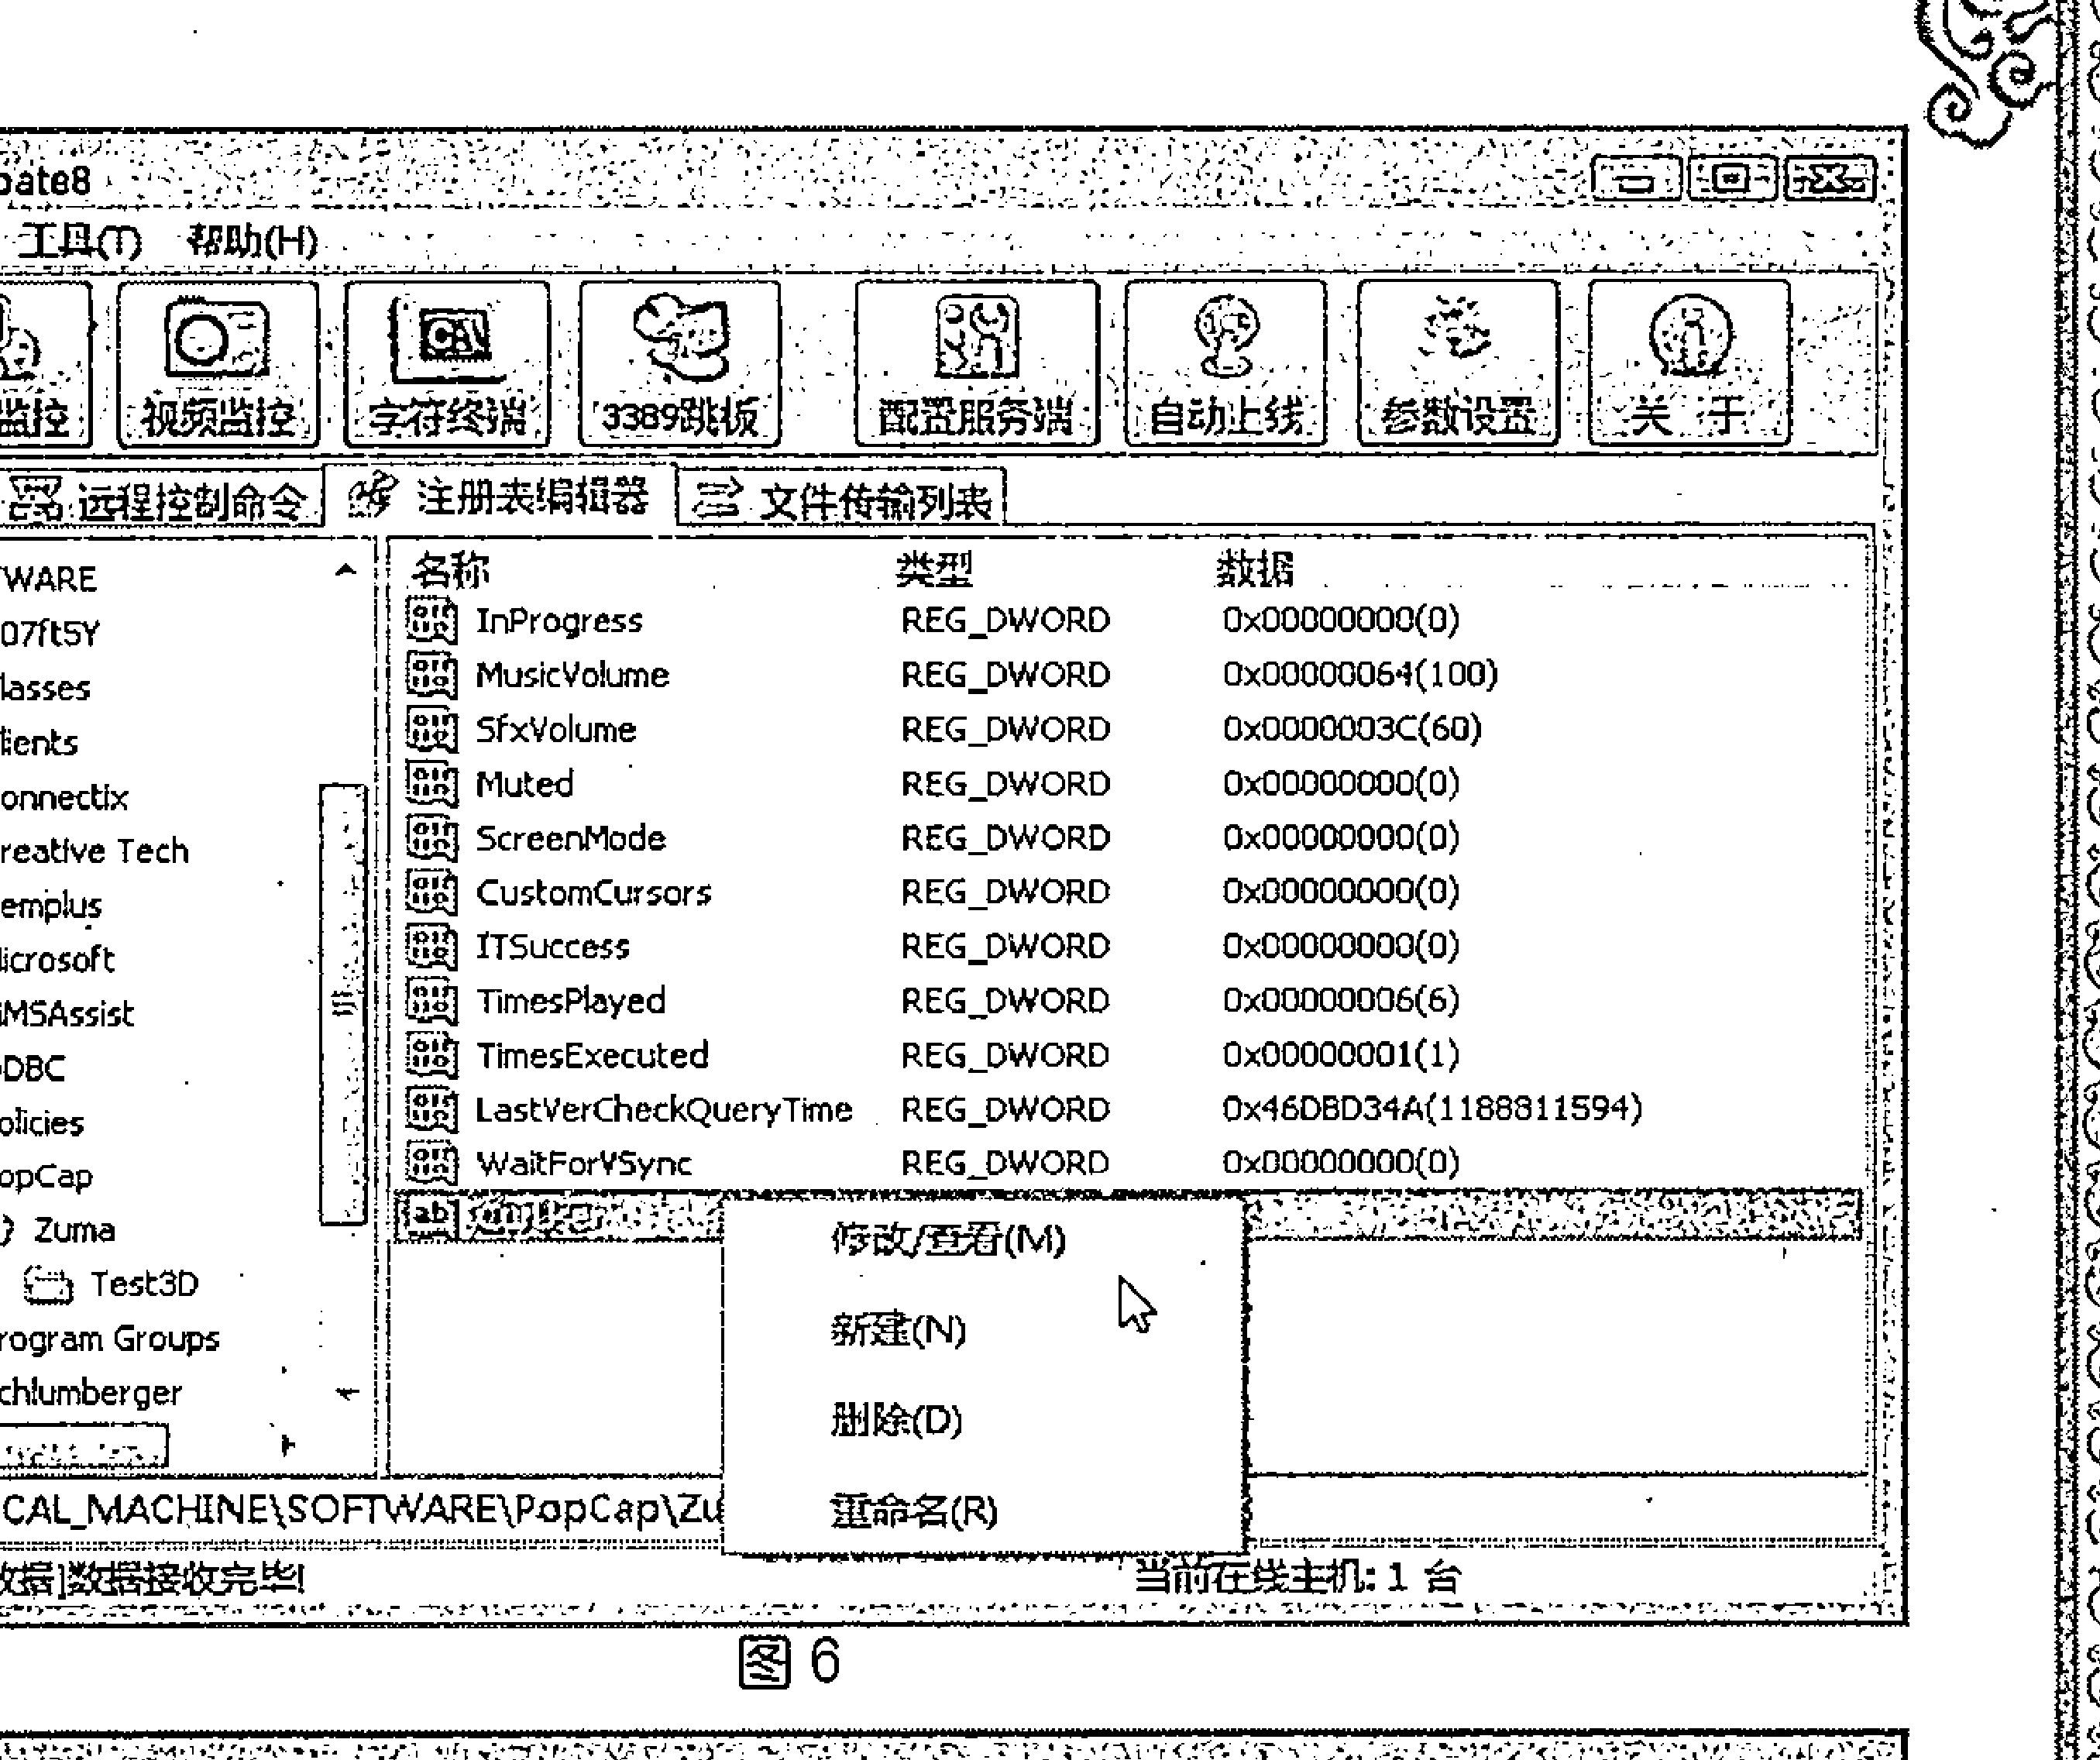 pate8
工具(T) 帮助(H)
监控 视频监控 字符终端 3389跳板 配置服务端 自动上线 参数设置 关 于
远程控制命令 注册表编辑器 文件传输列表
名称 类型 数据
WARE
InProgress REG_DWORD 0x00000000(0)
07ft5Y
MusicVolume REG_DWORD 0x00000064(100)
lasses
SfxVolume REG_DWORD 0x0000003C(60)
lients
Muted REG_DWORD 0x00000000(0)
onnectix
ScreenMode REG_DWORD 0x00000000(0)
reative Tech
CustomCursors REG_DWORD 0x00000000(0)
emplus
ITSuccess REG_DWORD 0x00000000(0)
icrosoft
TimesPlayed REG_DWORD 0x00000006(6)
MSAssist
TimesExecuted REG_DWORD 0x00000001(1)
DBC
LastVerCheckQueryTime REG_DWORD 0x46DBD34A(1188811594)
olicies
WaitForVSync REG_DWORD 0x00000000(0)
opCap
Zuma
Test3D
rogram Groups
chlumberger
修改/查看(M)
新建(N)
删除(D)
重命名(R)
CAL_MACHINE\SOFTWARE\PopCap\Zu
数据]数据接收完毕!
当前在线主机: 1 台
图 6